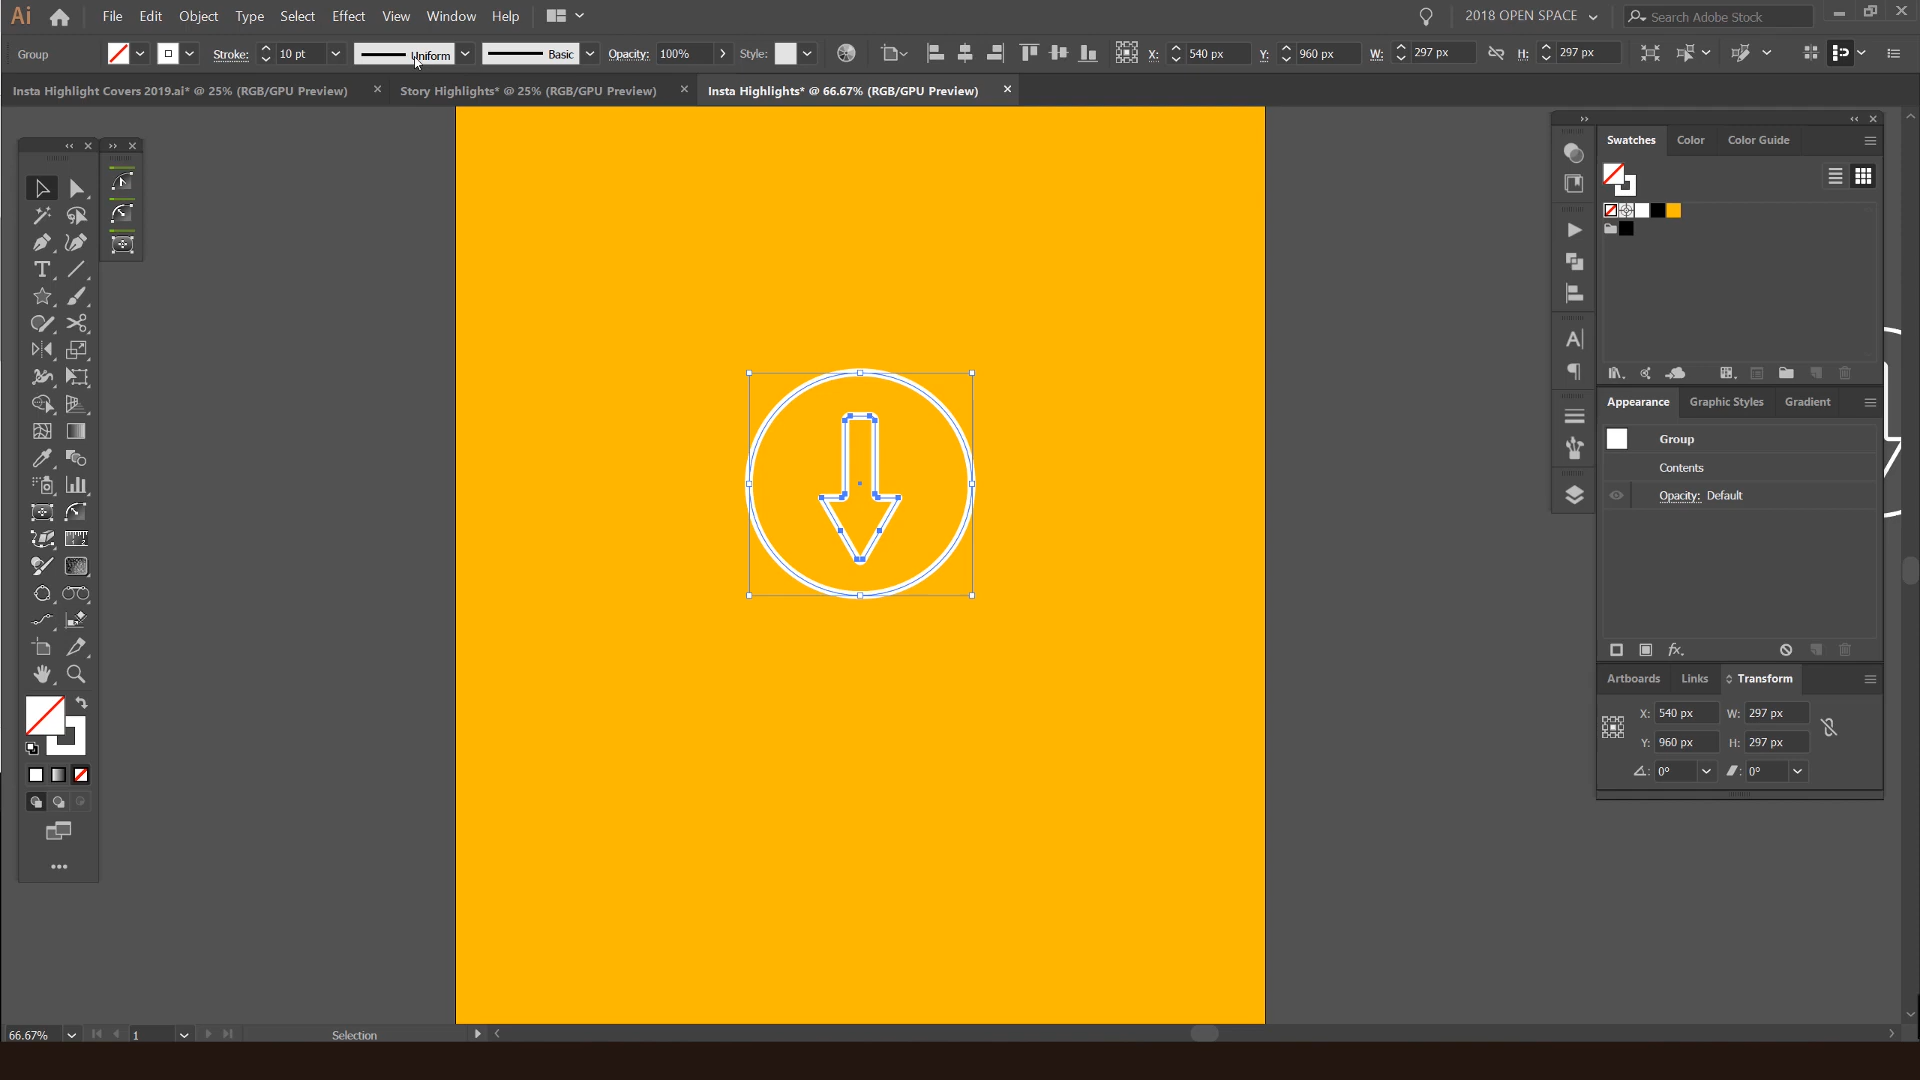 Ai File Edit Object Type Select Effect View Window Help 2018 OPEN SPACE Search Adobe Stock
Group Stroke: 10 pt Uniform Basic Opacity: 100% Style: X: 540 px Y: 960 px W: 297 px H: 297 px
Insta Highlight Covers 2019.ai* @ 25% (RGB/GPU Preview) Story Highlights* @ 25% (RGB/GPU Preview) Insta Highlights* @ 66.67% (RGB/GPU Preview)
Swatches Color Color Guide
Appearance Graphic Styles Gradient
Group
Contents
Opacity: Default
fx
Artboards Links Transform
X: 540 px W: 297 px
Y: 960 px H: 297 px
0° 0°
66.67% 1 Selection